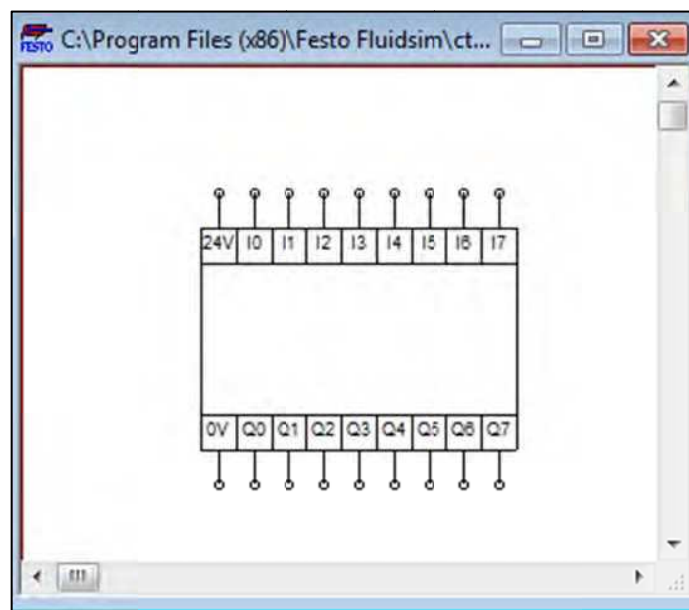 FESTO C:\Program Files (x86)\Festo Fluidsim\ct...
24V I0 I1 I2 I3 I4 I5 I6 I7
0V Q0 Q1 Q2 Q3 Q4 Q5 Q6 Q7